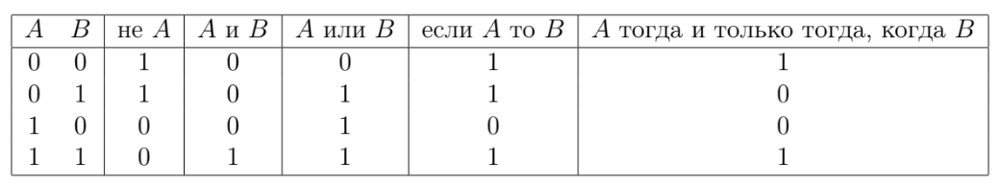 A B не A A и B A или B если A то B A тогда и только тогда, когда B
0 0 1 0 0 1 1
0 1 1 0 1 1 0
1 0 0 0 1 0 0
1 1 0 1 1 1 1